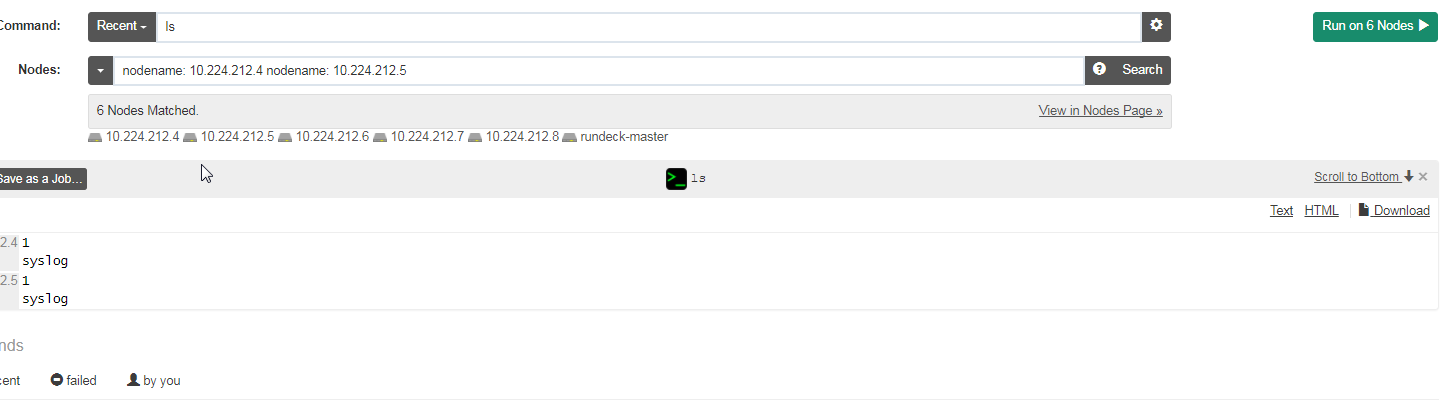 Command: Recent ls Run on 6 Nodes
Nodes: nodename: 10.224.212.4 nodename: 10.224.212.5 Search
6 Nodes Matched. View in Nodes Page »
10.224.212.4 10.224.212.5 10.224.212.6 10.224.212.7 10.224.212.8 rundeck-master
Save as a Job... >_ ls Scroll to Bottom
Text HTML Download
2.4 1
syslog
2.5 1
syslog
nds
cent failed by you